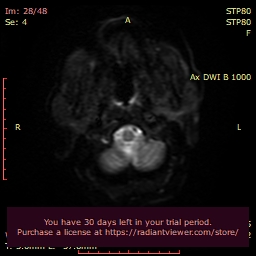 Im: 28/48
STP80
Se: 4
STP80
A
F
Ax DWI B 1000
R
L
You have 30 days left in your trial period.
Purchase a license at https://radiantviewer.com/store/